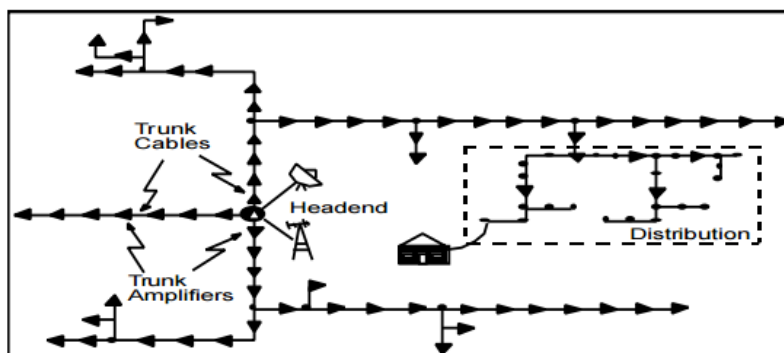 Trunk
Cables
Headend
Distribution
Trunk
Amplifiers